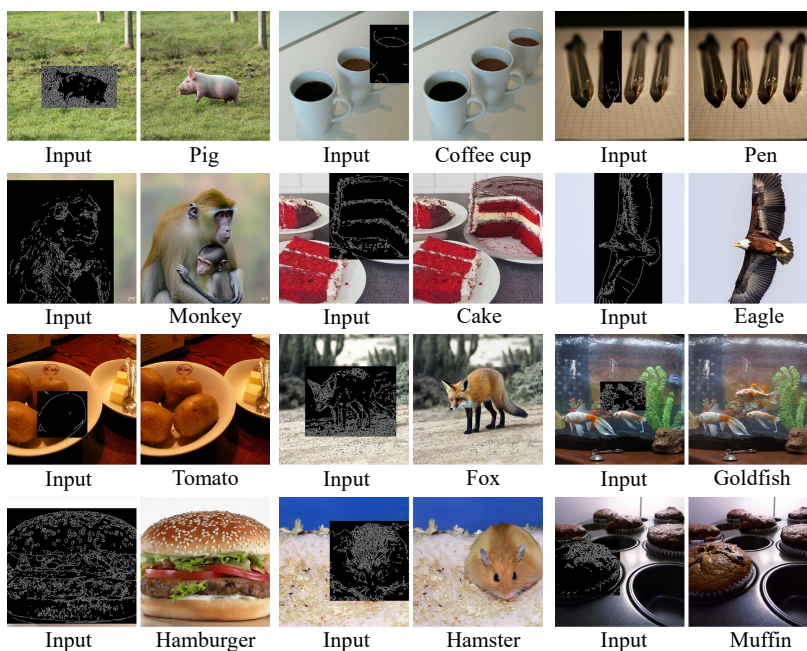 Input Pig Input Coffee cup Input Pen
Input Monkey Input Cake Input Eagle
Input Tomato Input Fox Input Goldfish
Input Hamburger Input Hamster Input Muffin